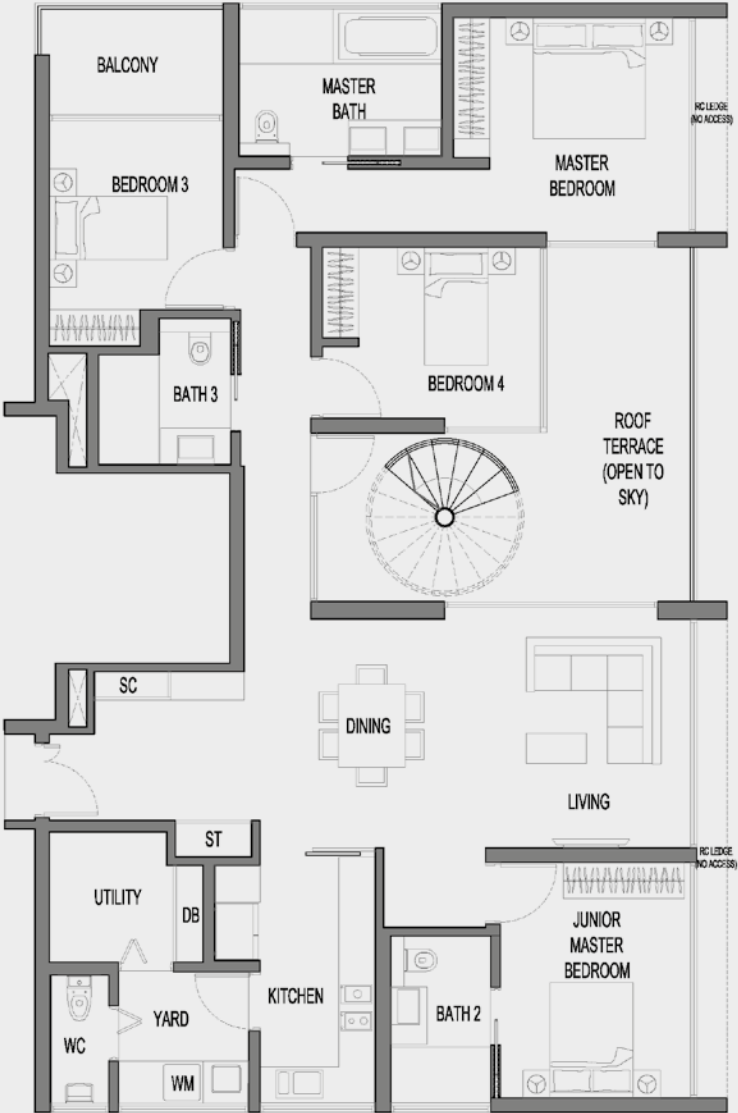 BALCONY
MASTER
BATH
RC LEDGE
(NO ACCESS)
BEDROOM 3
MASTER
BEDROOM
BATH 3
BEDROOM 4
ROOF
TERRACE
(OPEN TO
SKY)
SC
DINING
LIVING
ST
RC LEDGE
(NO ACCESS)
UTILITY
DB
JUNIOR
MASTER
BEDROOM
KITCHEN
YARD
BATH 2
WC
WM